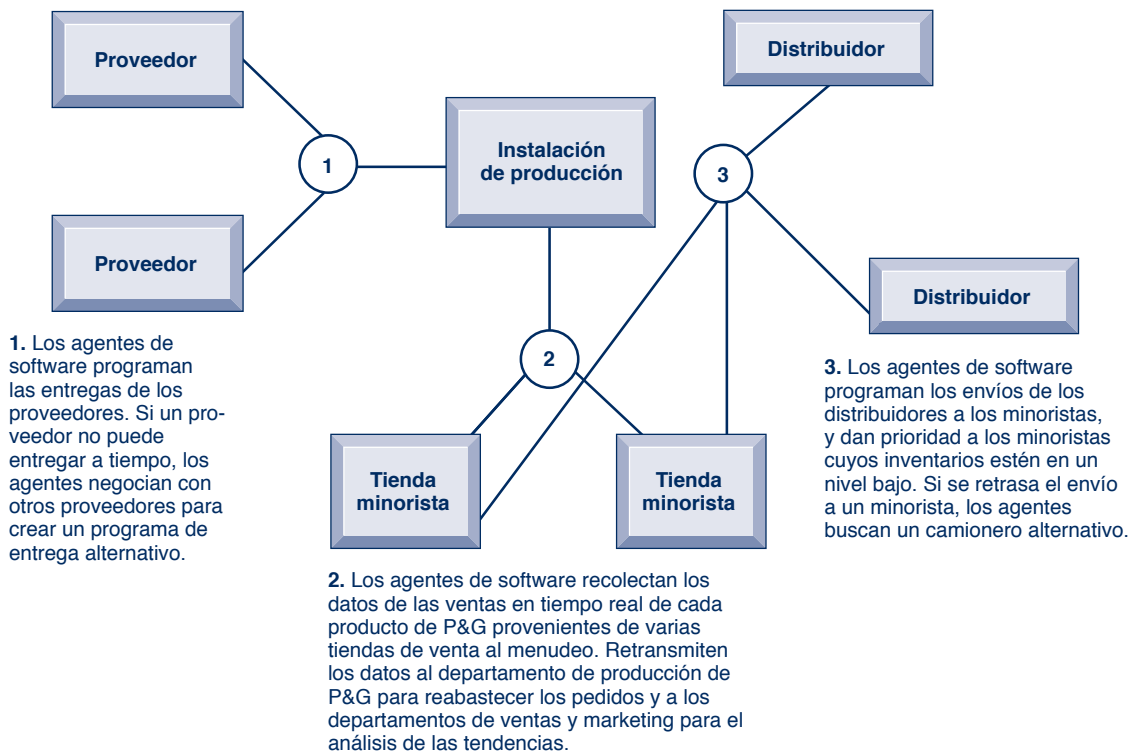 Proveedor
Proveedor
1
Instalación
de producción
Distribuidor
3
Distribuidor
2
Tienda
minorista
Tienda
minorista
1. Los agentes de
software programan
las entregas de los
proveedores. Si un pro-
veedor no puede
entregar a tiempo, los
agentes negocian con
otros proveedores para
crear un programa de
entrega alternativo.
2. Los agentes de software recolectan los
datos de las ventas en tiempo real de cada
producto de P&G provenientes de varias
tiendas de venta al menudeo. Retransmiten
los datos al departamento de producción de
P&G para reabastecer los pedidos y a los
departamentos de ventas y marketing para el
análisis de las tendencias.
3. Los agentes de software
programan los envíos de los
distribuidores a los minoristas,
y dan prioridad a los minoristas
cuyos inventarios estén en un
nivel bajo. Si se retrasa el envío
a un minorista, los agentes
buscan un camionero alternativo.